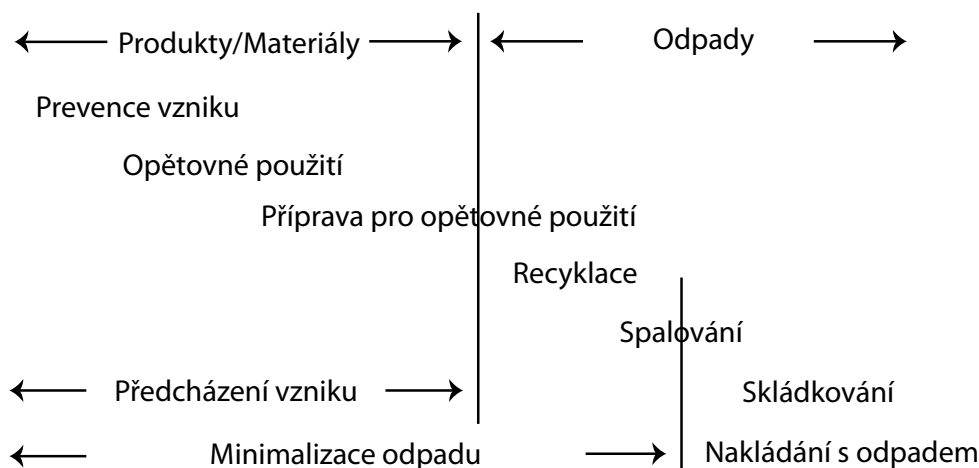 Produkty/Materiály
Odpady
Prevence vzniku
Opětovné použití
Příprava pro opětovné použití
Recyklace
Spalování
Předcházení vzniku
Skládkování
Minimalizace odpadu
Nakládání s odpadem